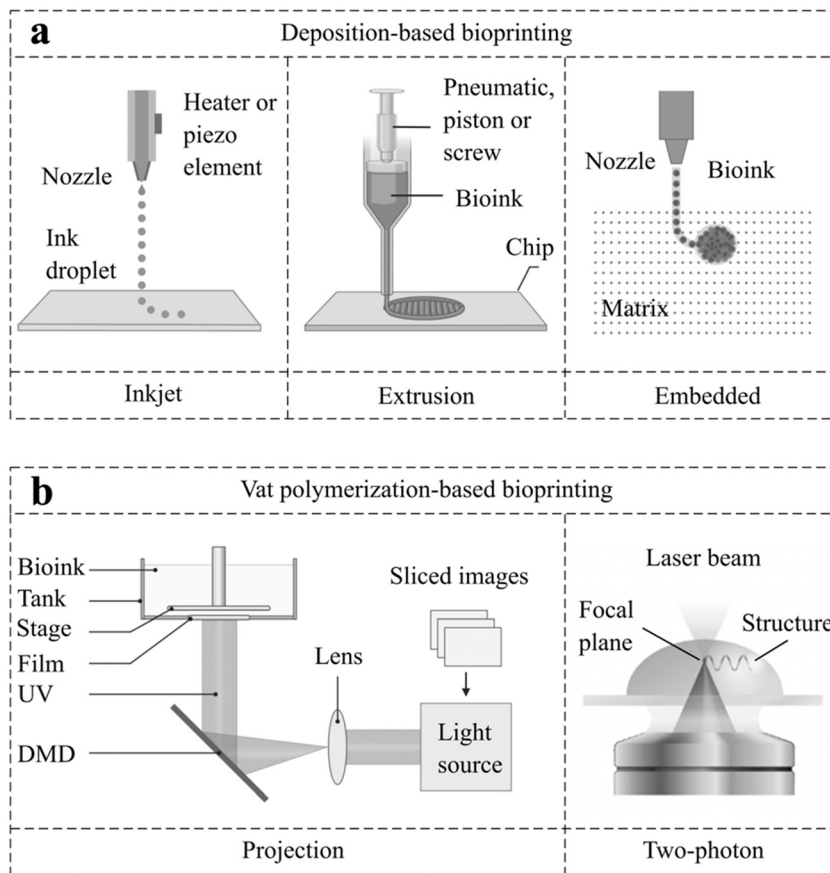 a
Deposition-based bioprinting
Heater or
piezo
element
Nozzle
Ink
droplet
Inkjet
Pneumatic,
piston or
screw
Bioink
Chip
Extrusion
Nozzle
Bioink
Matrix
Embedded
b
Vat polymerization-based bioprinting
Bioink
Tank
Stage
Film
UV
DMD
Lens
Sliced images
Light
source
Projection
Laser beam
Focal
plane
Structure
Two-photon